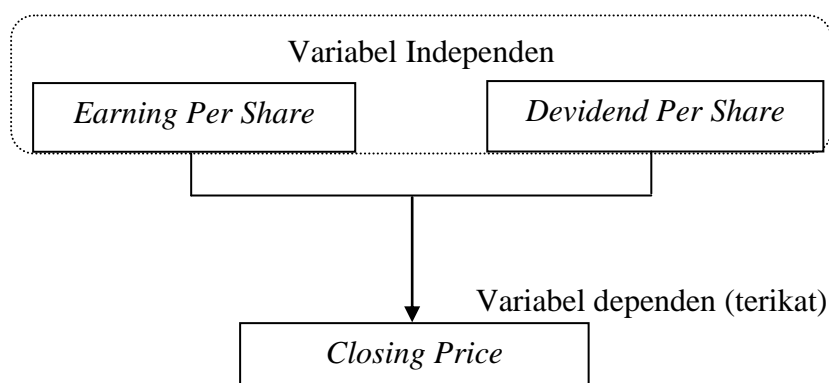 Variabel Independen
Earning Per Share
Devidend Per Share
Variabel dependen (terikat)
Closing Price